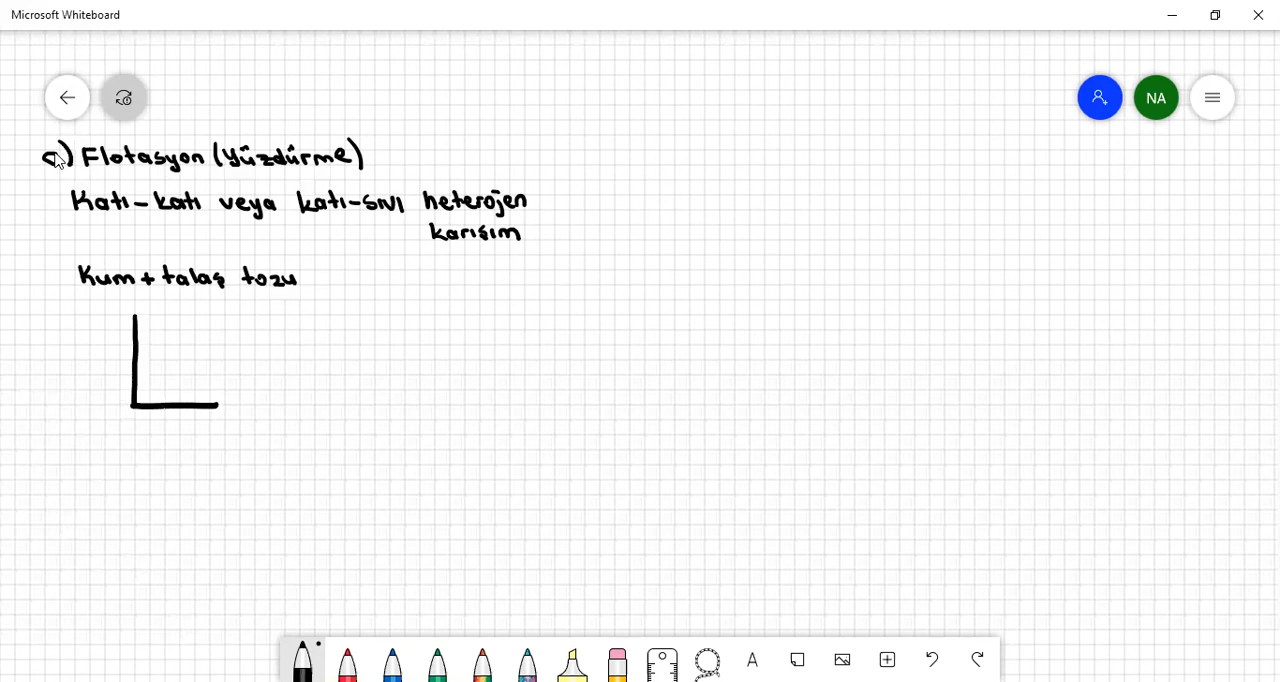 Microsoft Whiteboard
NA
Flotasyon (Yüzdürme)
Katı-katı veya katı-sıvı heterojen
karışım
Kum + talaş tozu
A